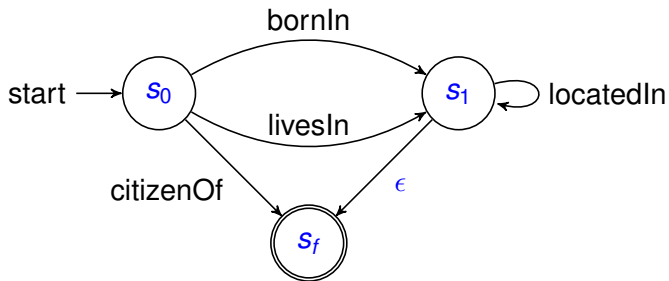 bornIn
start s0 s1 locatedIn
livesIn
citizenOf ϵ
sf